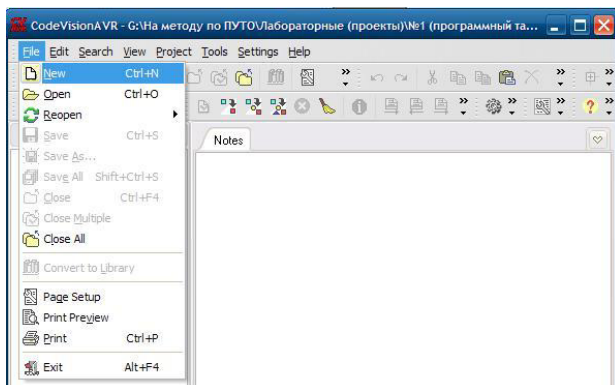 CodeVisionAVR - G:\На методу по ПУТО\Лабораторные (проекты)\№1 (программный та...
File Edit Search View Project Tools Settings Help
New Ctrl+N
Open Ctrl+O
Reopen
Save Ctrl+S
Save As...
Save All Shift+Ctrl+S
Close Ctrl+F4
Close Multiple
Close All
Convert to Library
Page Setup
Print Preview
Print Ctrl+P
Exit Alt+F4
Notes